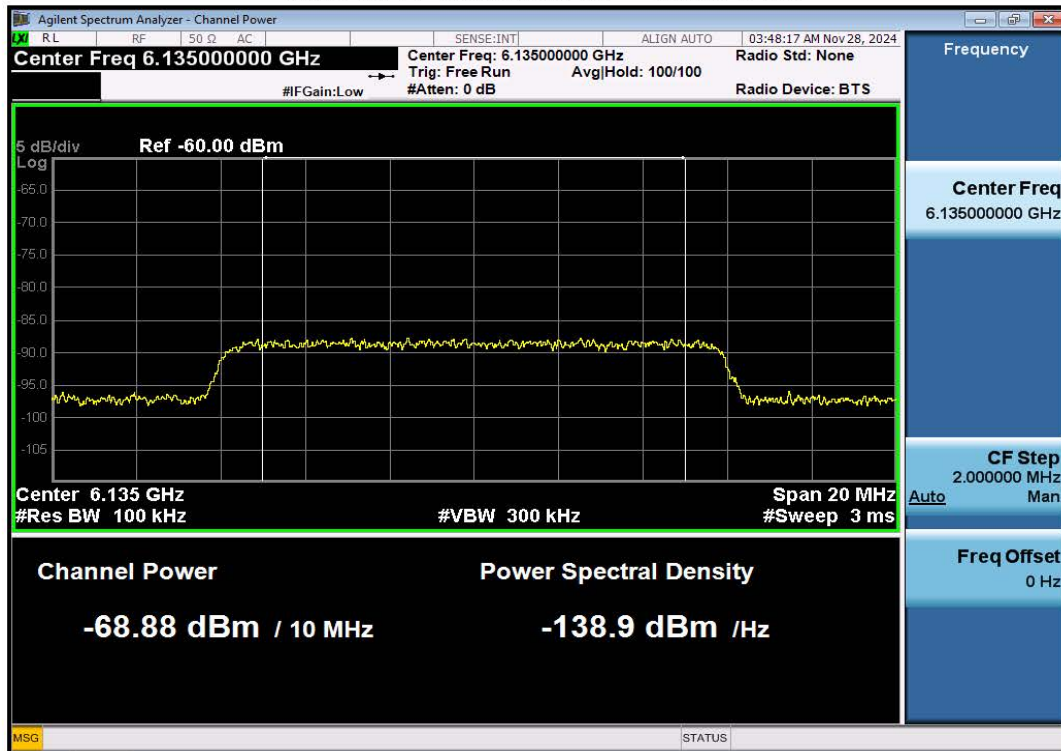 Agilent Spectrum Analyzer - Channel Power
LXI RL RF 50 Ω AC SENSE:INT ALIGN AUTO 03:48:17 AM Nov 28, 2024
Center Freq 6.135000000 GHz
Center Freq: 6.135000000 GHz Radio Std: None
Trig: Free Run Avg|Hold: 100/100
#IFGain:Low #Atten: 0 dB Radio Device: BTS
Frequency
5 dB/div Ref -60.00 dBm
Log
-65.0
-70.0
-75.0
-80.0
-85.0
-90.0
-95.0
-100
-105
Center 6.135 GHz Span 20 MHz
#Res BW 100 kHz #VBW 300 kHz #Sweep 3 ms
Center Freq
6.135000000 GHz
CF Step
2.000000 MHz
Auto Man
Freq Offset
0 Hz
Channel Power Power Spectral Density
-68.88 dBm / 10 MHz -138.9 dBm /Hz
MSG STATUS